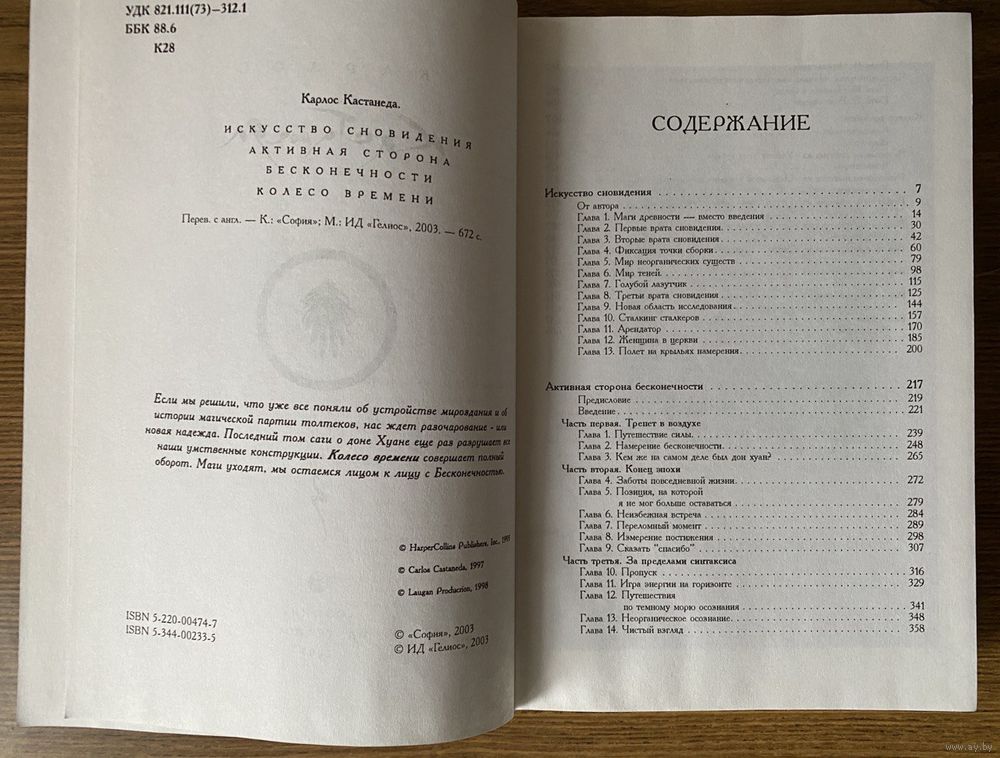 УДК 821.111(73)—312.1
ББК 88.6
К28
Карлос Кастанеда.
ИСКУССТВО СНОВИДЕНИЯ
АКТИВНАЯ СТОРОНА
БЕСКОНЕЧНОСТИ
КОЛЕСО ВРЕМЕНИ
Перев. с англ. — К.: «София»; М.: ИД «Гелиос», 2003. — 672 с.
Если мы решили, что уже все поняли об устройстве мироздания и об
истории магической партии толтеков, нас ждет разочарование - или
новая надежда. Последний том саги о доне Хуане еще раз разрушает все
наши умственные конструкции. Колесо времени совершает полный
оборот. Маги уходят, мы остаемся лицом к лицу с Бесконечностью.
© HarperCollins Publishers, Inc.,
© Carlos Castaneda, 1997
© Laugan Production, 1998
ISBN 5-220-00474-7
ISBN 5-344-00233-5
© «София», 2003
© ИД «Гелиос», 2003
СОДЕРЖАНИЕ
Искусство сновидения . . . . . 7
От автора . . . . . 9
Глава 1. Маги древности — вместо введения . . . . . 14
Глава 2. Первые врата сновидения. . . . . 30
Глава 3. Вторые врата сновидения . . . . . 42
Глава 4. Фиксация точки сборки . . . . . 60
Глава 5. Мир неорганических существ . . . . . 79
Глава 6. Мир теней. . . . . 98
Глава 7. Голубой лазутчик . . . . . 115
Глава 8. Третьи врата сновидения . . . . . 125
Глава 9. Новая область исследования . . . . . 144
Глава 10. Сталкинг сталкеров . . . . . 157
Глава 11. Арендатор . . . . . 170
Глава 12. Женщина в церкви . . . . . 185
Глава 13. Полет на крыльях намерения . . . . . 200
Активная сторона бесконечности . . . . . 217
Предисловие . . . . . 219
Введение . . . . . 221
Часть первая. Трепет в воздухе
Глава 1. Путешествие силы. . . . . 239
Глава 2. Намерение бесконечности. . . . . 248
Глава 3. Кем же на самом деле был дон Хуан? . . . . . 265
Часть вторая. Конец эпохи
Глава 4. Заботы повседневной жизни. . . . . 272
Глава 5. Позиция, на которой
я не мог больше оставаться . . . . . 279
Глава 6. Неизбежная встреча . . . . . 284
Глава 7. Переломный момент . . . . . 289
Глава 8. Измерение постижения . . . . . 298
Глава 9. Сказать "спасибо" . . . . . 307
Часть третья. За пределами синтаксиса
Глава 10. Пропуск . . . . . 316
Глава 11. Игра энергии на горизонте . . . . . 329
Глава 12. Путешествия
по темному морю осознания . . . . . 341
Глава 13. Неорганическое осознание. . . . . 348
Глава 14. Чистый взгляд . . . . . 358
www.ay.by